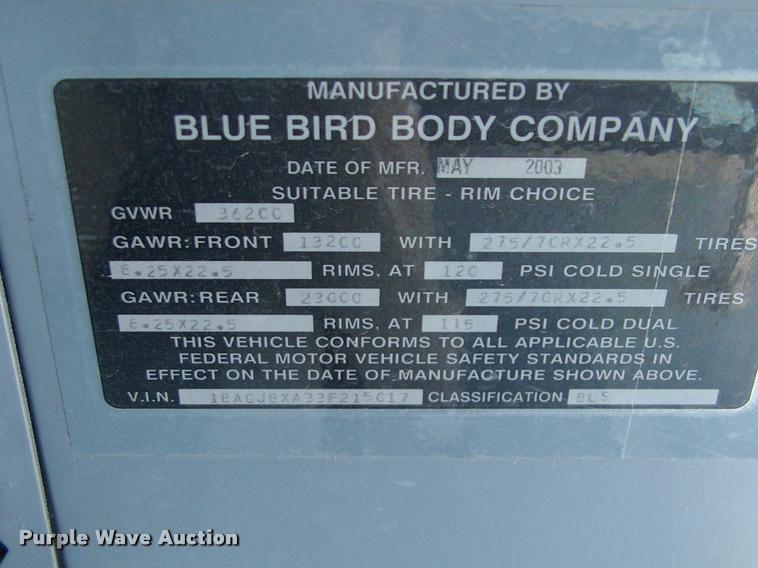 MANUFACTURED BY
BLUE BIRD BODY COMPANY
DATE OF MFR. MAY 2003
SUITABLE TIRE - RIM CHOICE
GVWR 36200
GAWR: FRONT 13200 WITH 275/70RX22.5 TIRES
8.25X22.5 RIMS, AT 120 PSI COLD SINGLE
GAWR: REAR 23000 WITH 275/70RX22.5 TIRES
8.25X22.5 RIMS, AT 115 PSI COLD DUAL
THIS VEHICLE CONFORMS TO ALL APPLICABLE U.S.
FEDERAL MOTOR VEHICLE SAFETY STANDARDS IN
EFFECT ON THE DATE OF MANUFACTURE SHOWN ABOVE.
V.I.N. 1BAGJBXA33F215017 CLASSIFICATION BUS
Purple Wave Auction